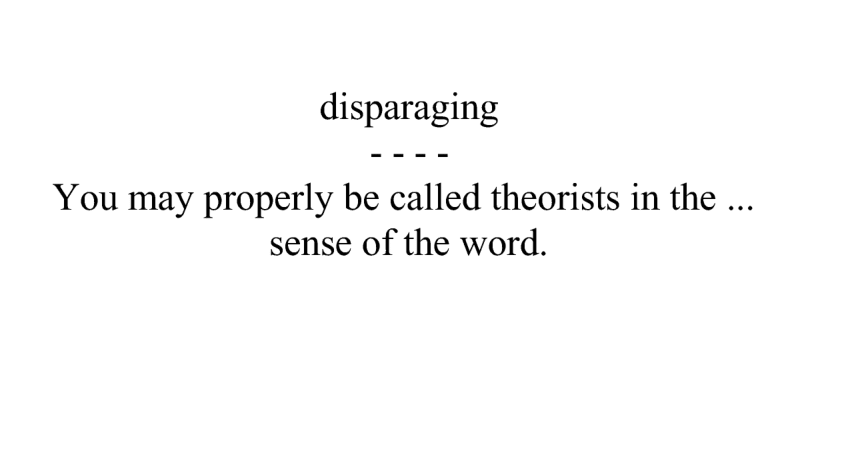 disparaging
- - - -
You may properly be called theorists in the ...
sense of the word.